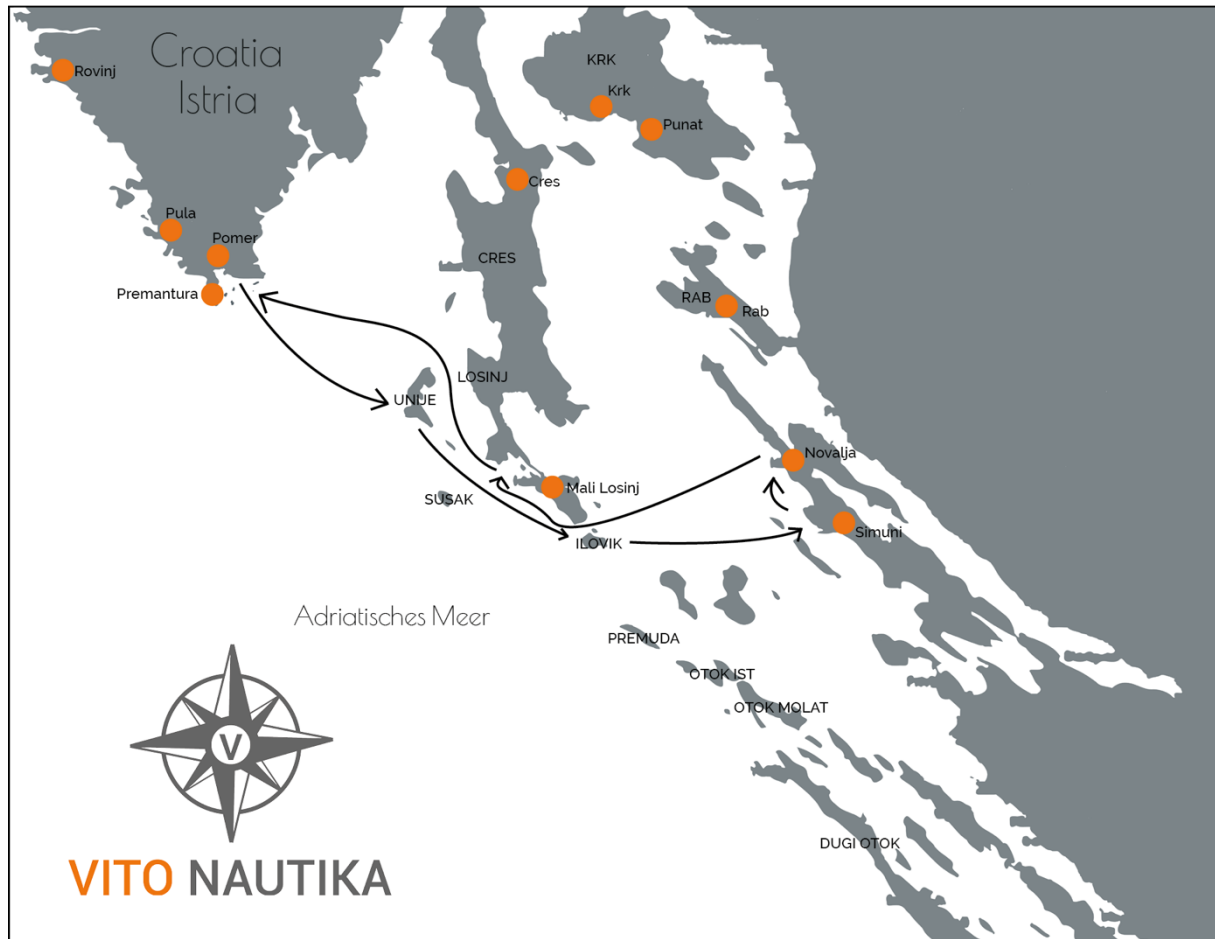 Croatia
Istria
Rovinj
KRK
Krk
Punat
Cres
Pula
Pomer
CRES
Premantura
RAB
Rab
LOSINJ
UNIJE
Novalja
Mali Losinj
SUSAK
Simuni
ILOVIK
Adriatisches Meer
PREMUDA
OTOK IST
OTOK MOLAT
V
DUGI OTOK
VITO NAUTIKA